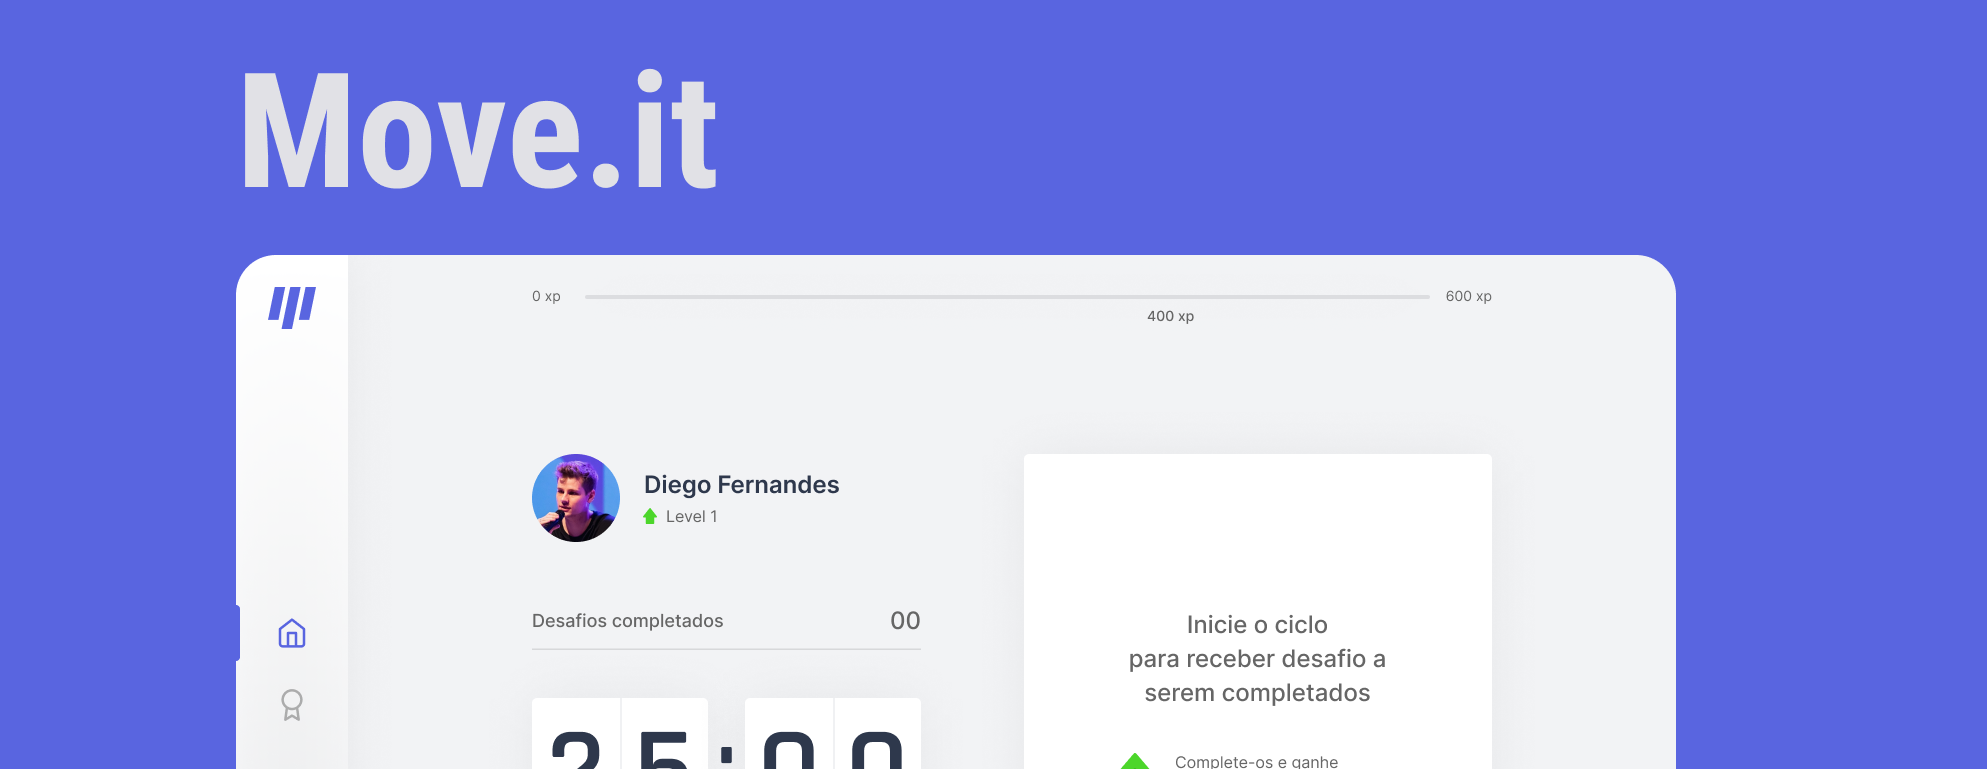 Move.it
0 xp
600 xp
400 xp
Diego Fernandes
Level 1
Desafios completados
00
25:00
Inicie o ciclo
para receber desafio a
serem completados
Complete-os e ganhe